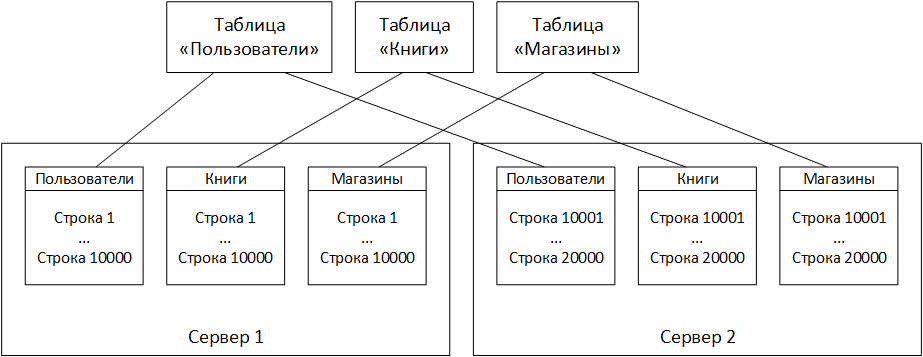 Таблица
«Пользователи»
Таблица
«Книги»
Таблица
«Магазины»
Пользователи
Строка 1
...
Строка 10000
Книги
Строка 1
...
Строка 10000
Магазины
Строка 1
...
Строка 10000
Сервер 1
Пользователи
Строка 10001
...
Строка 20000
Книги
Строка 10001
...
Строка 20000
Магазины
Строка 10001
...
Строка 20000
Сервер 2